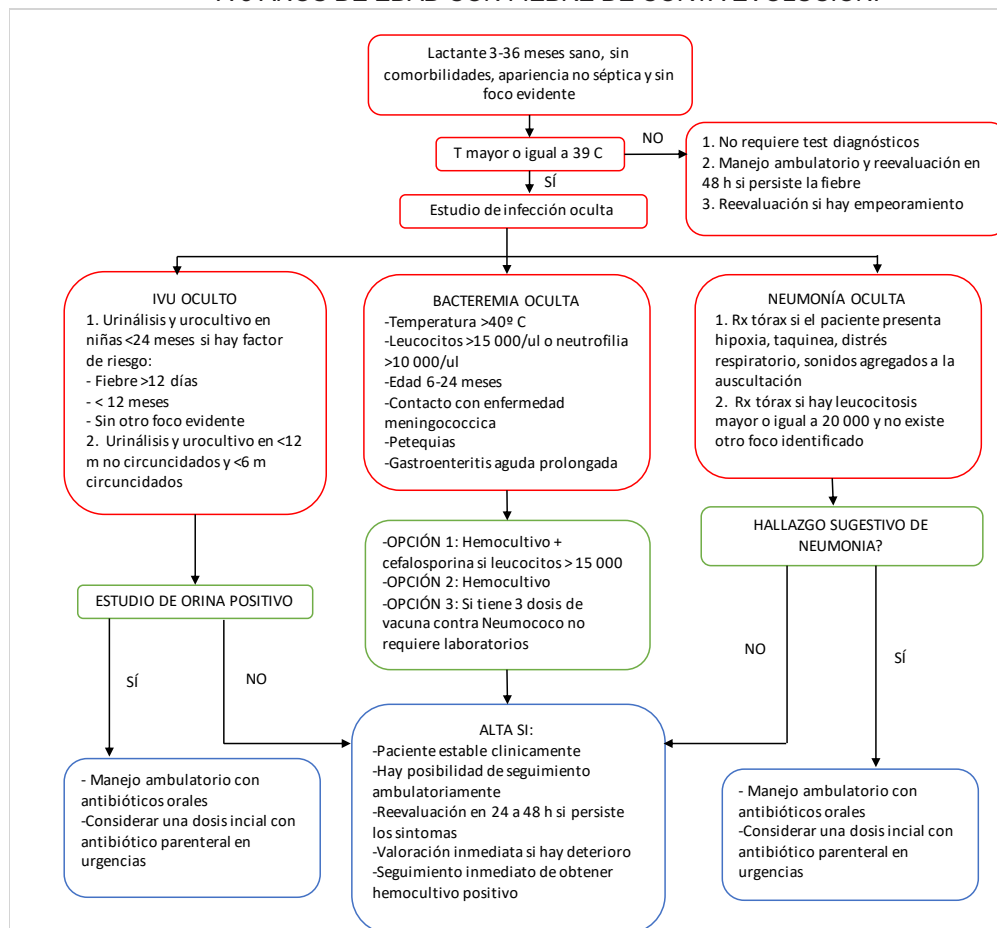 Lactante 3-36 meses sano, sin
comorbilidades, apariencia no séptica y sin
foco evidente
T mayor o igual a 39 C
NO
1. No requiere test diagnósticos
2. Manejo ambulatorio y reevaluación en
48 h si persiste la fiebre
3. Reevaluación si hay empeoramiento
SÍ
Estudio de infección oculta
IVU OCULTO
1. Urinálisis y urocultivo en
niñas <24 meses si hay factor
de riesgo:
- Fiebre >12 días
- < 12 meses
- Sin otro foco evidente
2. Urinálisis y urocultivo en <12
m no circuncidados y <6 m
circuncidados
BACTEREMIA OCULTA
-Temperatura >40º C
-Leucocitos >15 000/ul o neutrofilia
>10 000/ul
-Edad 6-24 meses
-Contacto con enfermedad
meningococcica
-Petequias
-Gastroenteritis aguda prolongada
NEUMONÍA OCULTA
1. Rx tórax si el paciente presenta
hipoxia, taquinea, distrés
respiratorio, sonidos agregados a la
auscultación
2. Rx tórax si hay leucocitosis
mayor o igual a 20 000 y no existe
otro foco identificado
ESTUDIO DE ORINA POSITIVO
-OPCIÓN 1: Hemocultivo +
cefalosporina si leucocitos > 15 000
-OPCIÓN 2: Hemocultivo
-OPCIÓN 3: Si tiene 3 dosis de
vacuna contra Neumococo no
requiere laboratorios
HALLAZGO SUGESTIVO DE
NEUMONIA?
SÍ
NO
NO
SÍ
- Manejo ambulatorio con
antibióticos orales
-Considerar una dosis incial con
antibiótico parenteral en
urgencias
ALTA SI:
-Paciente estable clinicamente
-Hay posibilidad de seguimiento
ambulatoriamente
-Reevaluación en 24 a 48 h si persiste
los sintomas
-Valoración inmediata si hay deterioro
-Seguimiento inmediato de obtener
hemocultivo positivo
- Manejo ambulatorio con
antibióticos orales
-Considerar una dosis incial con
antibiótico parenteral en
urgencias